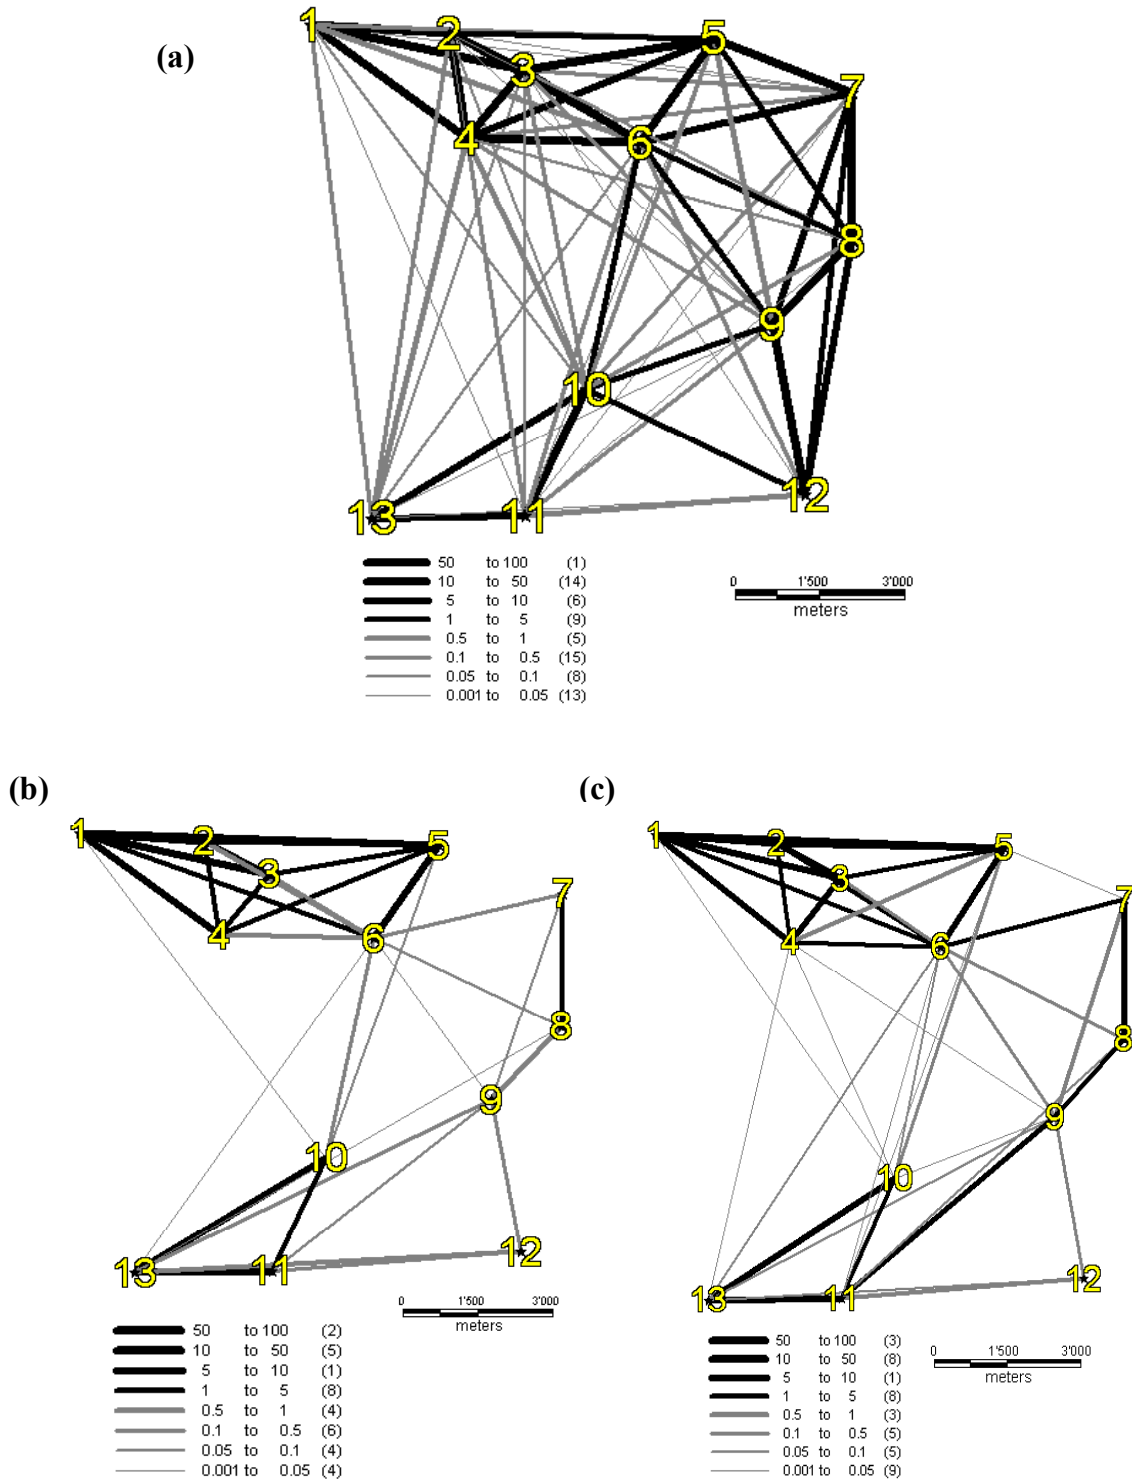 (a)
1
2
3
4
5
6
7
8
9
10
11
12
13
50 to 100 (1)
10 to 50 (14)
5 to 10 (6)
1 to 5 (9)
0.5 to 1 (5)
0.1 to 0.5 (15)
0.05 to 0.1 (8)
0.001 to 0.05 (13)
0 1'500 3'000
meters
(b)
1
2
3
4
5
6
7
8
9
10
11
12
13
0 1'500 3'000
meters
50 to 100 (2)
10 to 50 (5)
5 to 10 (1)
1 to 5 (8)
0.5 to 1 (4)
0.1 to 0.5 (6)
0.05 to 0.1 (4)
0.001 to 0.05 (4)
(c)
1
2
3
4
5
6
7
8
9
10
11
12
13
50 to 100 (3)
10 to 50 (8)
5 to 10 (1)
1 to 5 (8)
0.5 to 1 (3)
0.1 to 0.5 (5)
0.05 to 0.1 (5)
0.001 to 0.05 (9)
0 1'500 3'000
meters